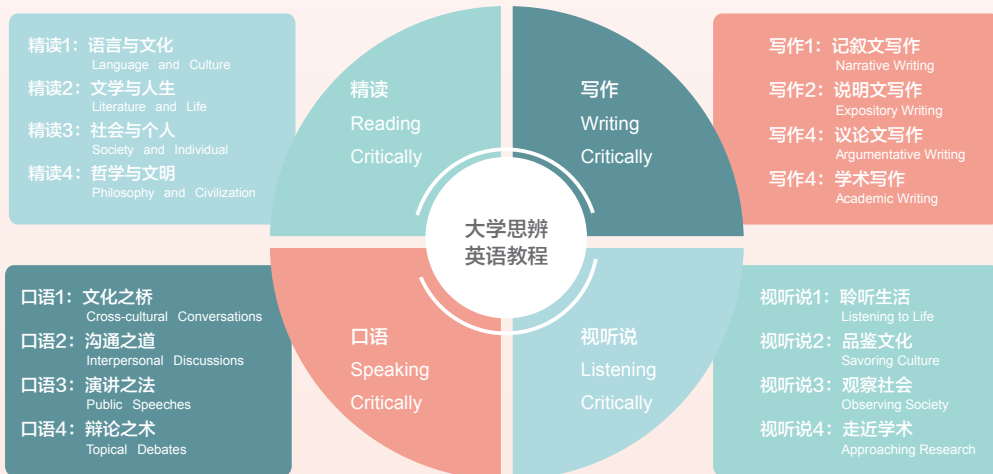 精读1：语言与文化
Language and Culture
精读2：文学与人生
Literature and Life
精读3：社会与个人
Society and Individual
精读4：哲学与文明
Philosophy and Civilization
精读
Reading
Critically
写作
Writing
Critically
写作1：记叙文写作
Narrative Writing
写作2：说明文写作
Expository Writing
写作4：议论文写作
Argumentative Writing
写作4：学术写作
Academic Writing
大学思辨
英语教程
口语1：文化之桥
Cross-cultural Conversations
口语2：沟通之道
Interpersonal Discussions
口语3：演讲之法
Public Speeches
口语4：辩论之术
Topical Debates
口语
Speaking
Critically
视听说
Listening
Critically
视听说1：聆听生活
Listening to Life
视听说2：品鉴文化
Savoring Culture
视听说3：观察社会
Observing Society
视听说4：走近学术
Approaching Research